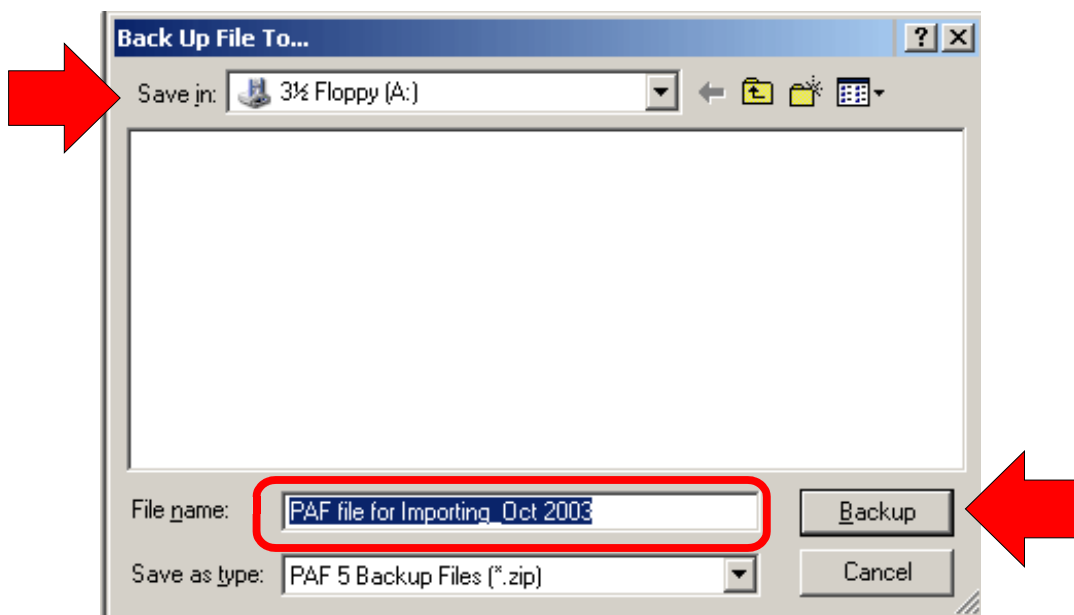 Back Up File To...
Save in: 3½ Floppy (A:)
File name: PAF file for Importing_Oct 2003 Backup
Save as type: PAF 5 Backup Files (*.zip) Cancel